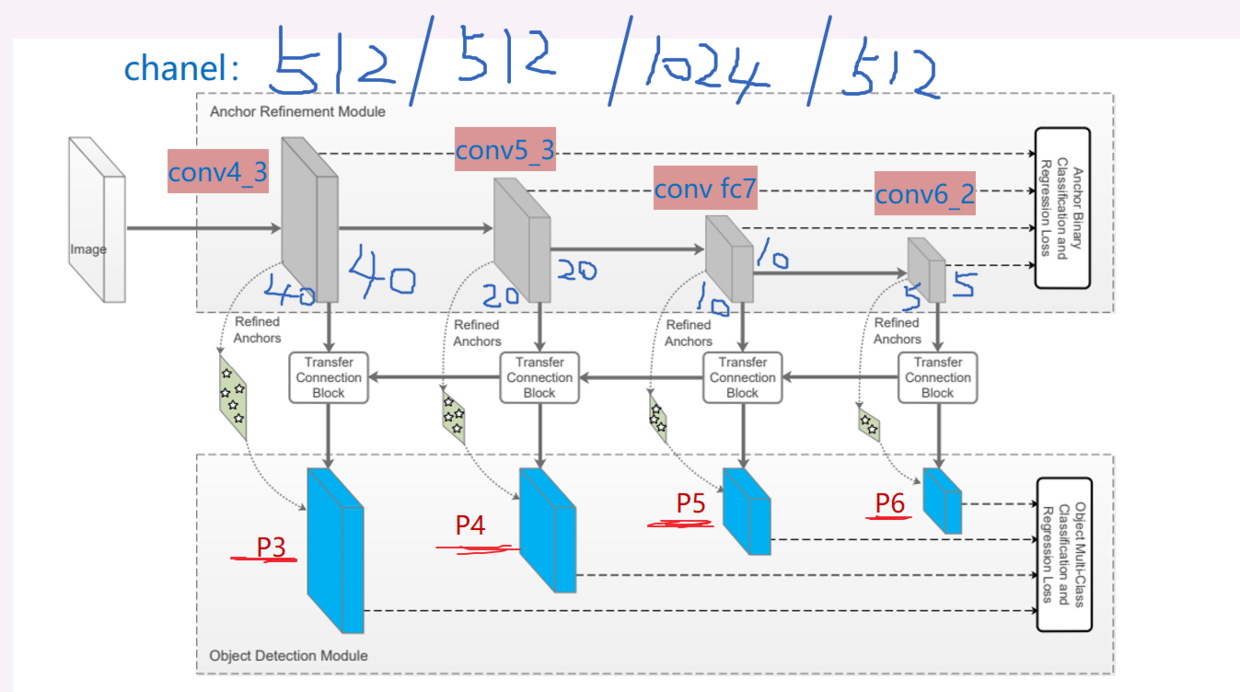 chanel: 512/512/1024/512
Anchor Refinement Module
conv4_3
conv5_3
conv fc7
conv6_2
Anchor Binary
Classification and
Regression Loss
Image
40
40
20
20
10
10
5
5
Refined
Anchors
Refined
Anchors
Refined
Anchors
Refined
Anchors
Transfer
Connection
Block
Transfer
Connection
Block
Transfer
Connection
Block
Transfer
Connection
Block
P3
P4
P5
P6
Object Multi-Class
Classification and
Regression Loss
Object Detection Module